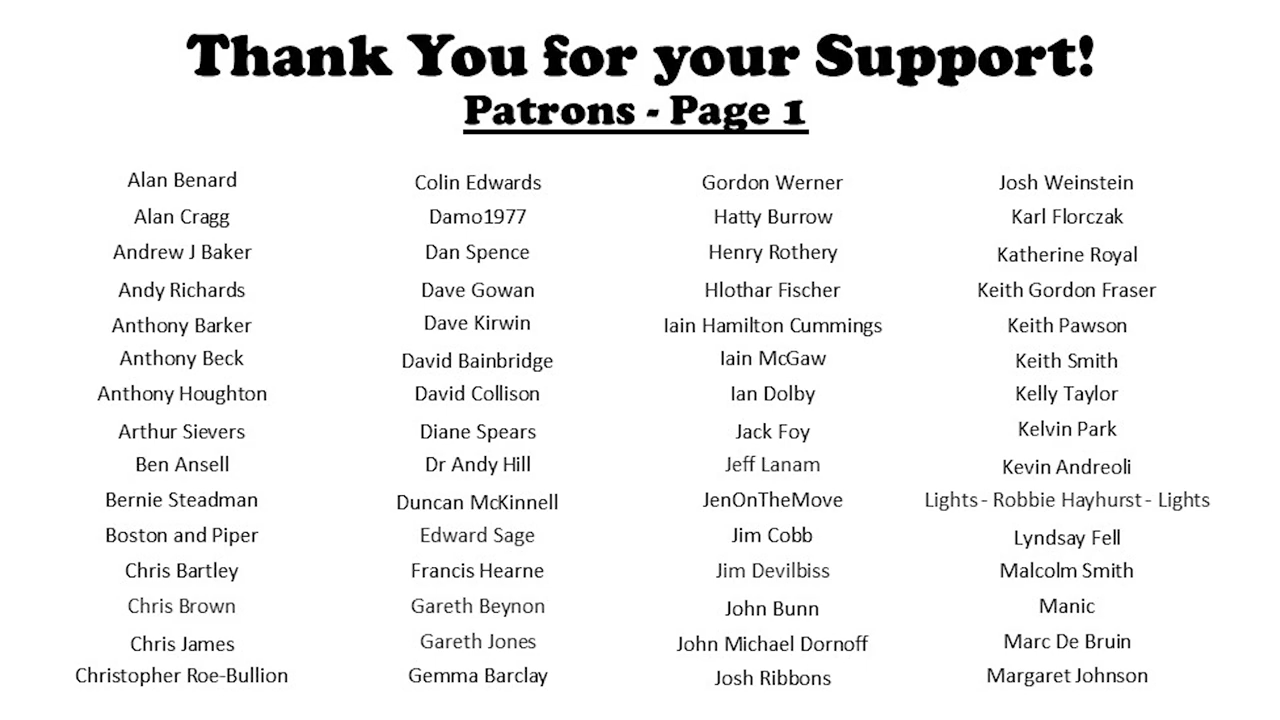 Thank You for your Support!
Patrons - Page 1
Alan Benard
Alan Cragg
Andrew J Baker
Andy Richards
Anthony Barker
Anthony Beck
Anthony Houghton
Arthur Sievers
Ben Ansell
Bernie Steadman
Boston and Piper
Chris Bartley
Chris Brown
Chris James
Christopher Roe-Bullion
Colin Edwards
Damo1977
Dan Spence
Dave Gowan
Dave Kirwin
David Bainbridge
David Collison
Diane Spears
Dr Andy Hill
Duncan McKinnell
Edward Sage
Francis Hearne
Gareth Beynon
Gareth Jones
Gemma Barclay
Gordon Werner
Hatty Burrow
Henry Rothery
Hlothar Fischer
Iain Hamilton Cummings
Iain McGaw
Ian Dolby
Jack Foy
Jeff Lanam
JenOnTheMove
Jim Cobb
Jim Devilbiss
John Bunn
John Michael Dornoff
Josh Ribbons
Josh Weinstein
Karl Florczak
Katherine Royal
Keith Gordon Fraser
Keith Pawson
Keith Smith
Kelly Taylor
Kelvin Park
Kevin Andreoli
Lights - Robbie Hayhurst - Lights
Lyndsay Fell
Malcolm Smith
Manic
Marc De Bruin
Margaret Johnson